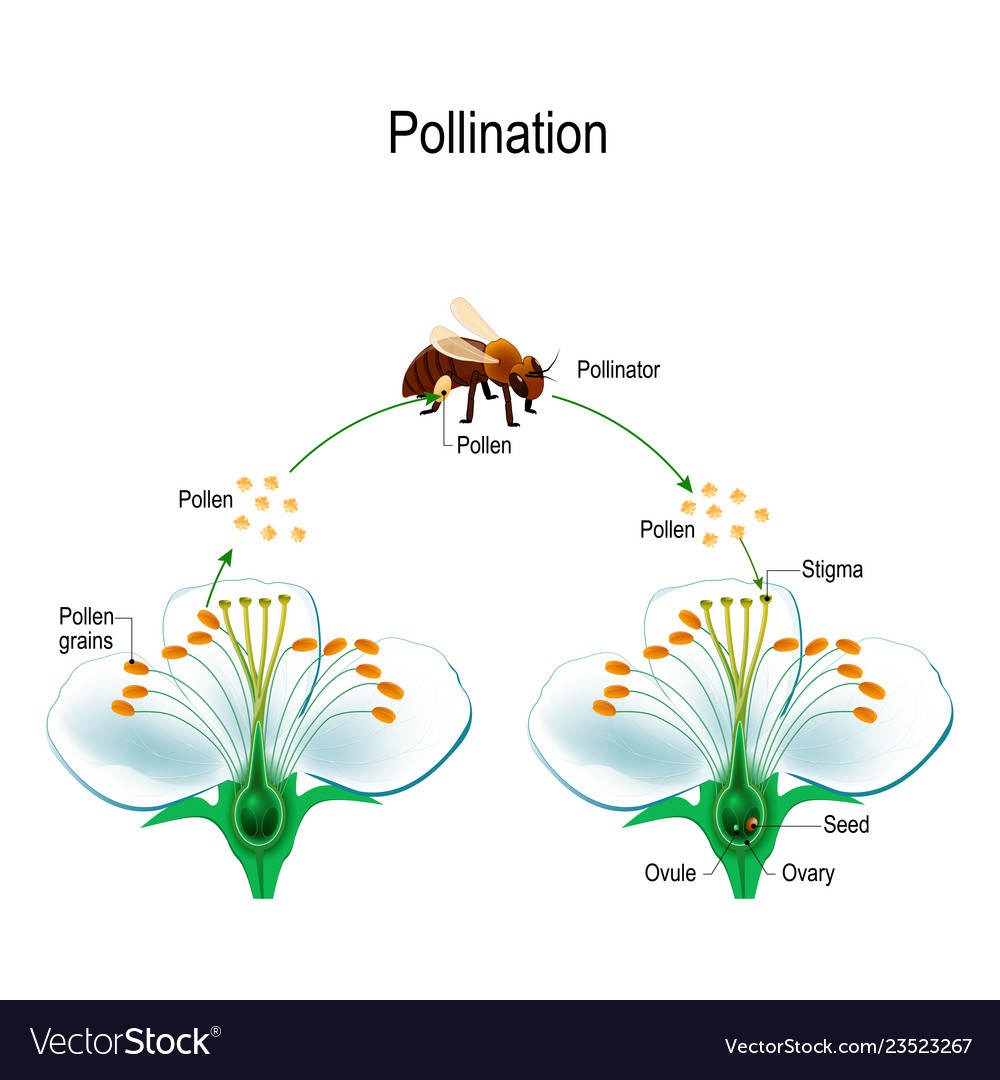 Pollination
Pollinator
Pollen
Pollen
Pollen
Stigma
Pollen
grains
Seed
Ovule
Ovary
VectorStock®
VectorStock.com/23523267